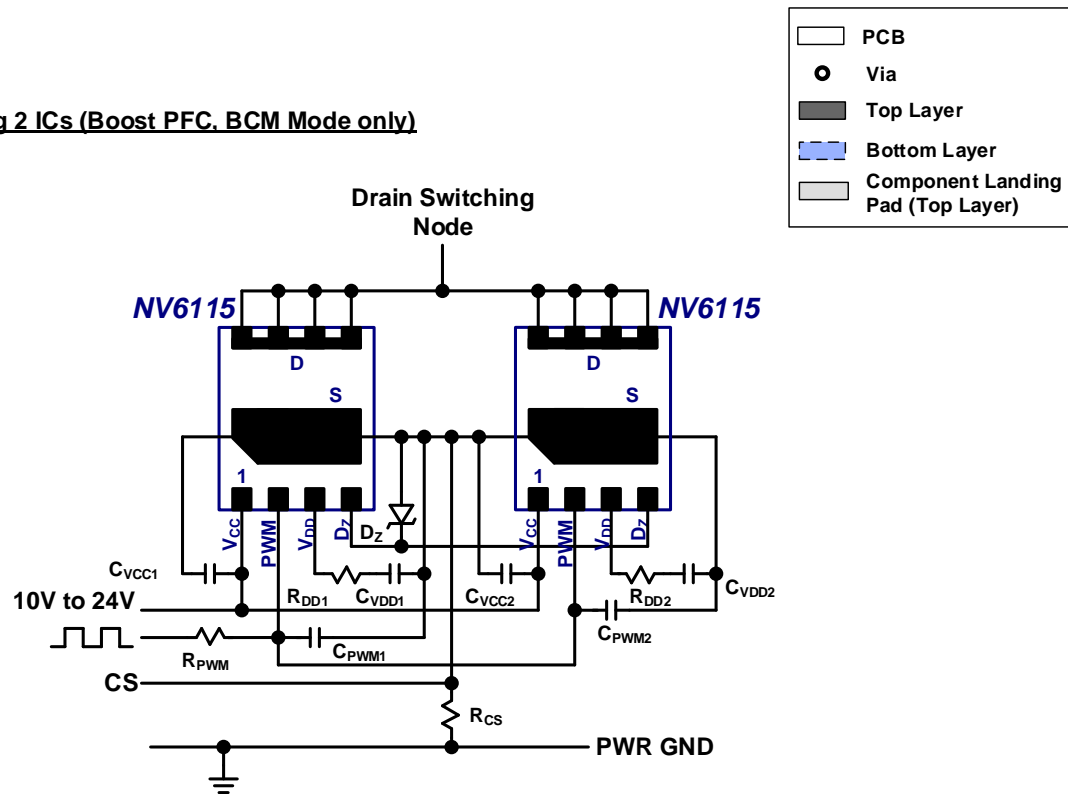 PCB
Via
Top Layer
Bottom Layer
Component Landing
Pad (Top Layer)
2 ICs (Boost PFC, BCM Mode only)
Drain Switching
Node
NV6115
NV6115
D
D
S
S
1
1
VCC
PWM
VDD
DZ
DZ
VCC
PWM
VDD
DZ
CVCC1
RDD1
CVDD1
CVCC2
RDD2
CVDD2
10V to 24V
CPWM2
CPWM1
RPWM
CS
RCS
PWR GND